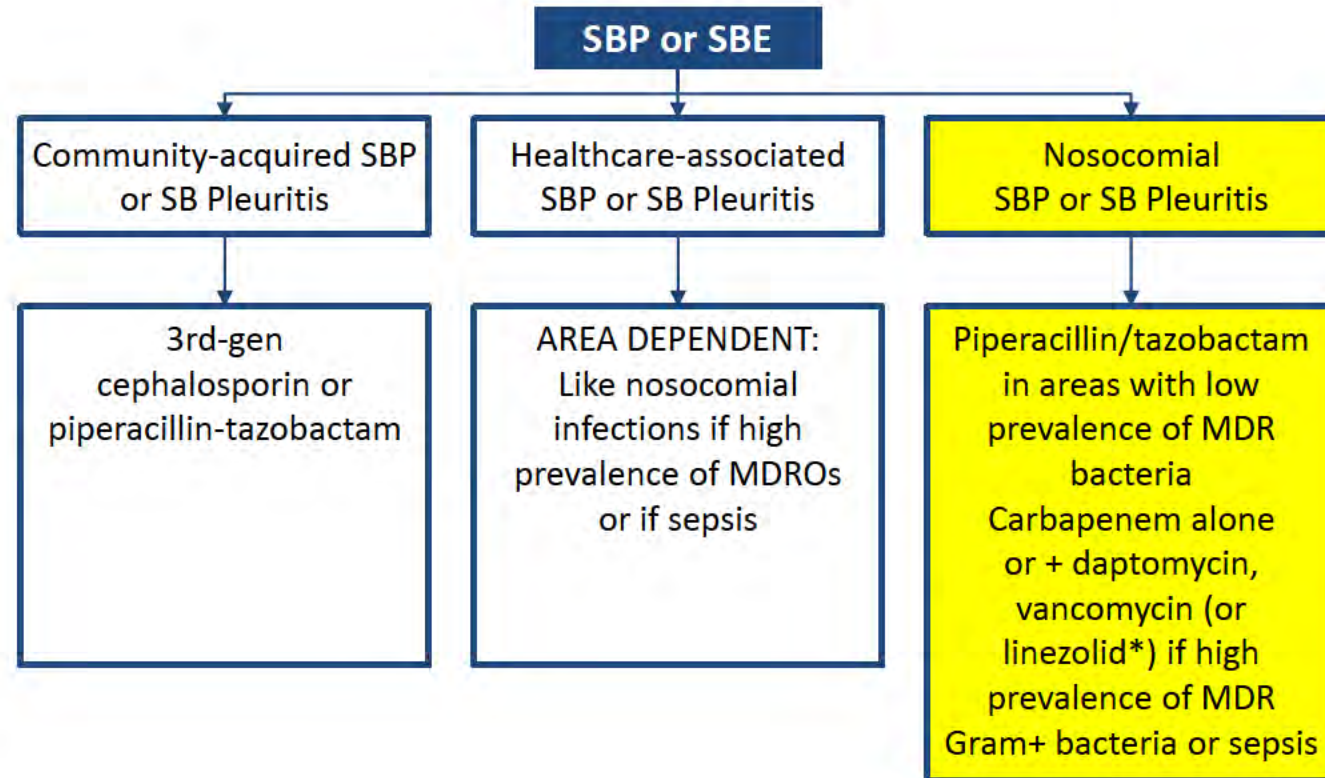 SBP or SBE
Community-acquired SBP
or SB Pleuritis
Healthcare-associated
SBP or SB Pleuritis
Nosocomial
SBP or SB Pleuritis
3rd-gen
cephalosporin or
piperacillin-tazobactam
AREA DEPENDENT:
Like nosocomial
infections if high
prevalence of MDROs
or if sepsis
Piperacillin/tazobactam
in areas with low
prevalence of MDR
bacteria
Carbapenem alone
or + daptomycin,
vancomycin (or
linezolid*) if high
prevalence of MDR
Gram+ bacteria or sepsis